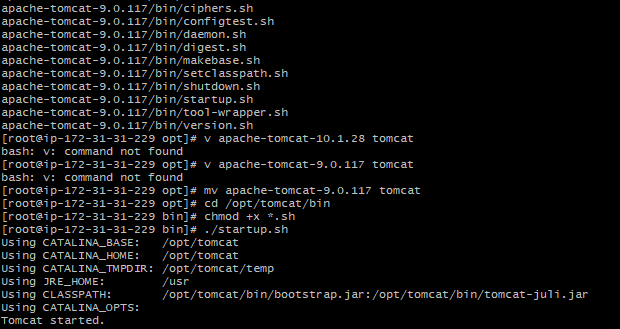 apache-tomcat-9.0.117/bin/ciphers.sh
apache-tomcat-9.0.117/bin/configtest.sh
apache-tomcat-9.0.117/bin/daemon.sh
apache-tomcat-9.0.117/bin/digest.sh
apache-tomcat-9.0.117/bin/makebase.sh
apache-tomcat-9.0.117/bin/setclasspath.sh
apache-tomcat-9.0.117/bin/shutdown.sh
apache-tomcat-9.0.117/bin/startup.sh
apache-tomcat-9.0.117/bin/tool-wrapper.sh
apache-tomcat-9.0.117/bin/version.sh
[root@ip-172-31-31-229 opt]# v apache-tomcat-10.1.28 tomcat
bash: v: command not found
[root@ip-172-31-31-229 opt]# v apache-tomcat-9.0.117 tomcat
bash: v: command not found
[root@ip-172-31-31-229 opt]# mv apache-tomcat-9.0.117 tomcat
[root@ip-172-31-31-229 opt]# cd /opt/tomcat/bin
[root@ip-172-31-31-229 bin]# chmod +x *.sh
[root@ip-172-31-31-229 bin]# ./startup.sh
Using CATALINA_BASE:   /opt/tomcat
Using CATALINA_HOME:   /opt/tomcat
Using CATALINA_TMPDIR: /opt/tomcat/temp
Using JRE_HOME:        /usr
Using CLASSPATH:       /opt/tomcat/bin/bootstrap.jar:/opt/tomcat/bin/tomcat-juli.jar
Using CATALINA_OPTS:
Tomcat started.